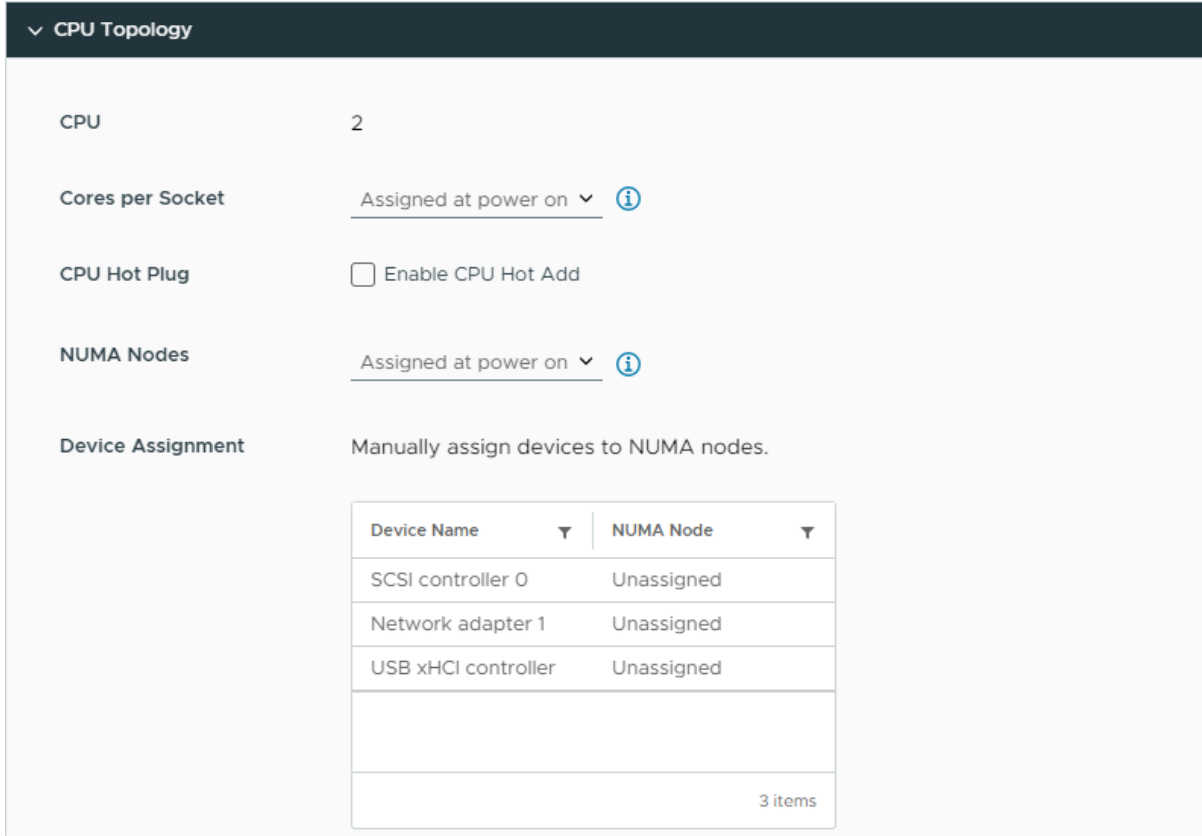 CPU Topology
CPU 2
Cores per Socket Assigned at power on
CPU Hot Plug Enable CPU Hot Add
NUMA Nodes Assigned at power on
Device Assignment Manually assign devices to NUMA nodes.
Device Name NUMA Node
SCSI controller 0 Unassigned
Network adapter 1 Unassigned
USB xHCI controller Unassigned
3 items